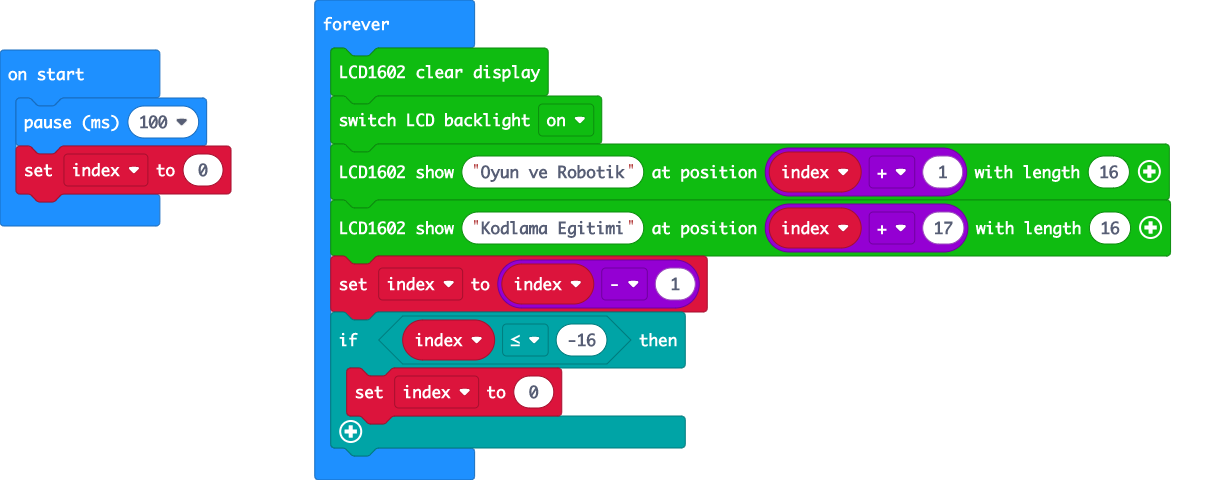 on start
pause (ms) 100
set index to 0
forever
LCD1602 clear display
switch LCD backlight on
LCD1602 show "Oyun ve Robotik" at position index + 1 with length 16
LCD1602 show "Kodlama Egitimi" at position index + 17 with length 16
set index to index - 1
if index ≤ -16 then
set index to 0